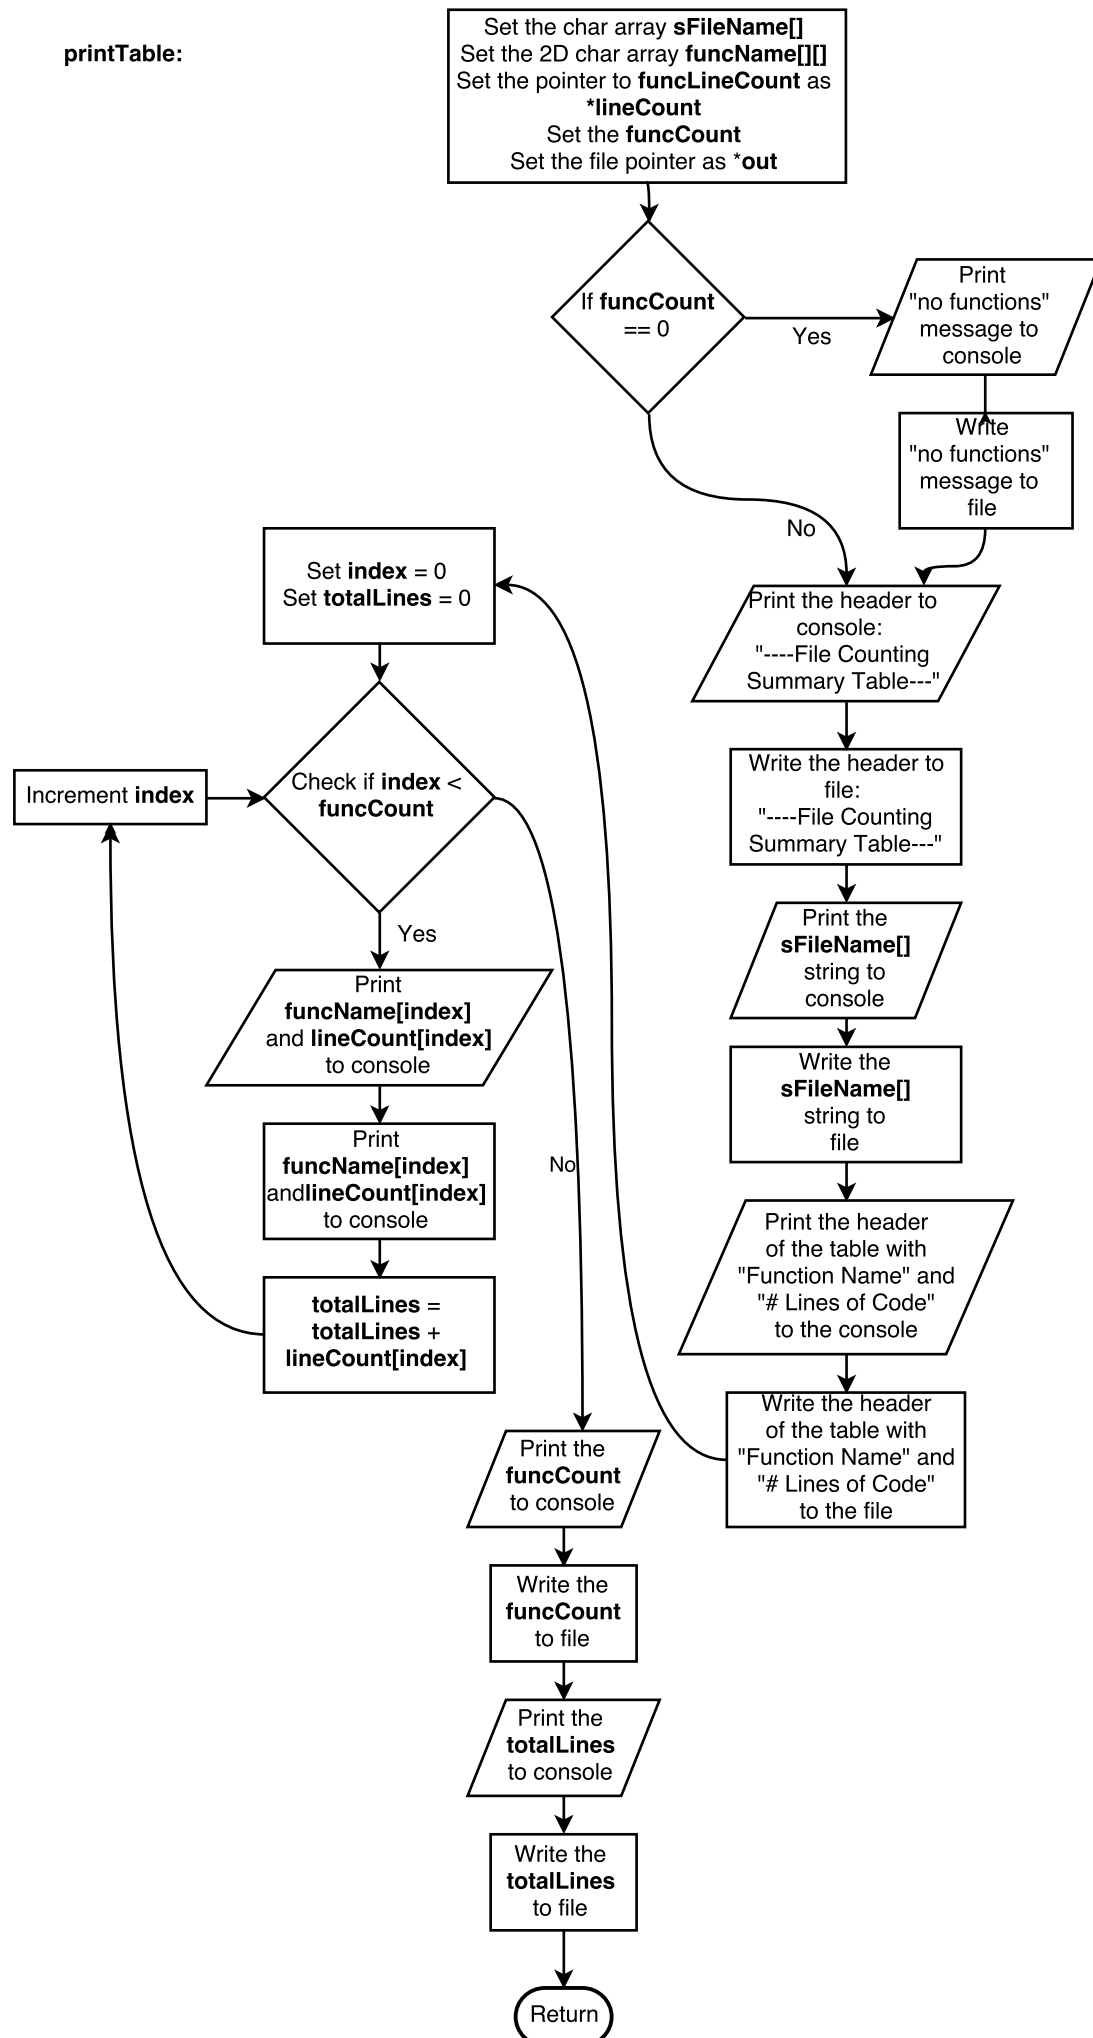 printTable:
Set the char array sFileName[]
Set the 2D char array funcName[][]
Set the pointer to funcLineCount as
*lineCount
Set the funcCount
Set the file pointer as *out
If funcCount
== 0
Yes
Print
"no functions"
message to
console
Write
"no functions"
message to
file
No
Print the header to
console:
"----File Counting
Summary Table---"
Write the header to
file:
"----File Counting
Summary Table---"
Print the
sFileName[]
string to
console
Write the
sFileName[]
string to
file
Print the header
of the table with
"Function Name" and
"# Lines of Code"
to the console
Write the header
of the table with
"Function Name" and
"# Lines of Code"
to the file
Set index = 0
Set totalLines = 0
Check if index <
funcCount
Increment index
Yes
Print
funcName[index]
and lineCount[index]
to console
Print
funcName[index]
andlineCount[index]
to console
totalLines =
totalLines +
lineCount[index]
No
Print the
funcCount
to console
Write the
funcCount
to file
Print the
totalLines
to console
Write the
totalLines
to file
Return